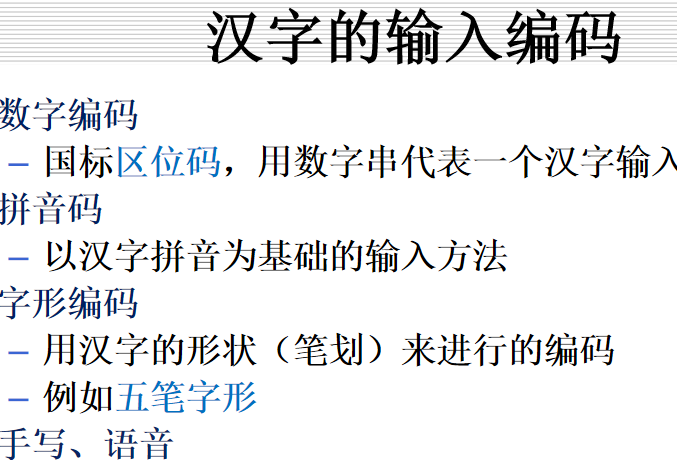 汉字的输入编码
数字编码
– 国标区位码，用数字串代表一个汉字输入
拼音码
– 以汉字拼音为基础的输入方法
字形编码
– 用汉字的形状（笔划）来进行的编码
– 例如五笔字形
手写、语音